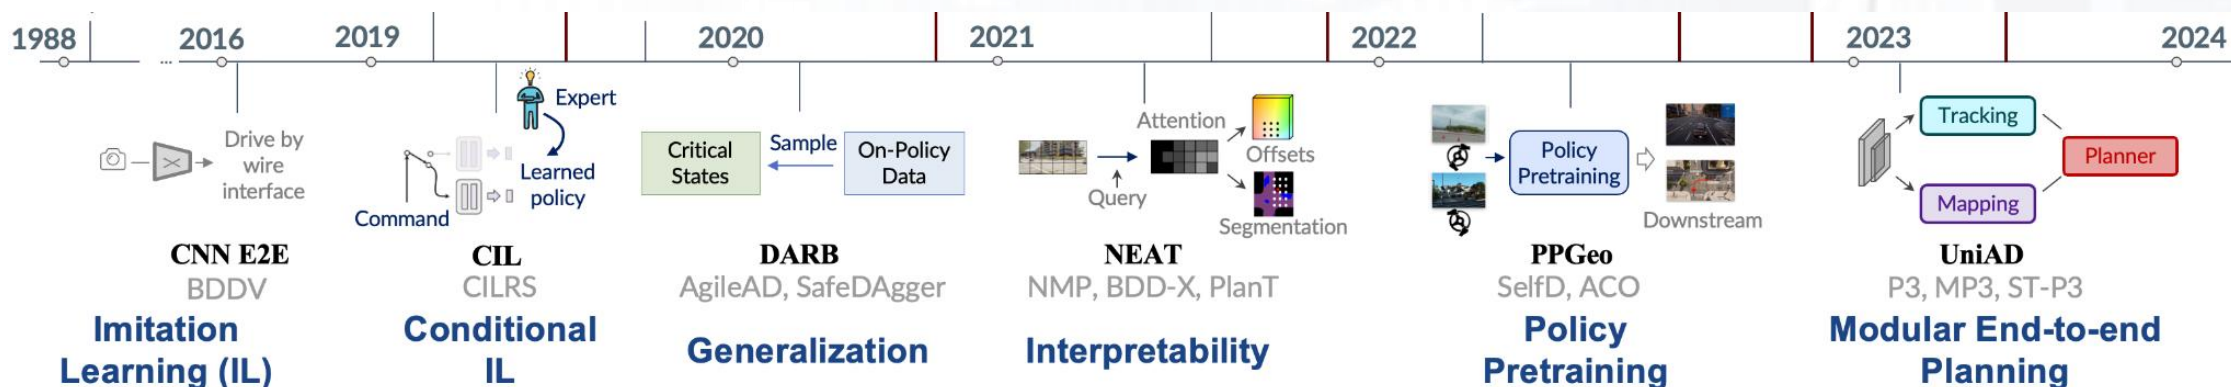 1988
2016
2019
2020
2021
2022
2023
2024
...
Drive by
wire
interface
CNN E2E
BDDV
Imitation
Learning (IL)
Expert
Learned
policy
Command
CIL
CILRS
Conditional
IL
Critical
States
Sample
On-Policy
Data
DARB
AgileAD, SafeDAgger
Generalization
Attention
Query
Offsets
Segmentation
NEAT
NMP, BDD-X, PlanT
Interpretability
Policy
Pretraining
Downstream
PPGeo
SelfD, ACO
Policy
Pretraining
Tracking
Mapping
Planner
UniAD
P3, MP3, ST-P3
Modular End-to-end
Planning